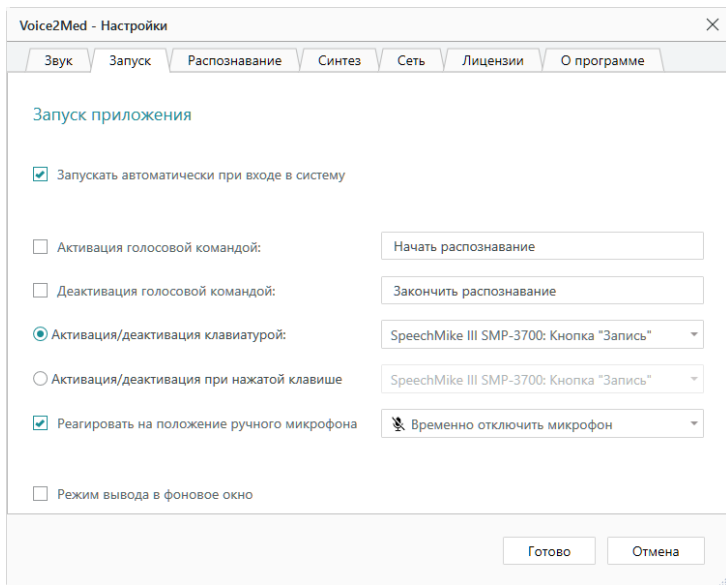 Voice2Med - Настройки
Звук Запуск Распознавание Синтез Сеть Лицензии О программе
Запуск приложения
Запускать автоматически при входе в систему
Активация голосовой командой: Начать распознавание
Деактивация голосовой командой: Закончить распознавание
Активация/деактивация клавиатурой: SpeechMike III SMP-3700: Кнопка "Запись"
Активация/деактивация при нажатой клавише SpeechMike III SMP-3700: Кнопка "Запись"
Реагировать на положение ручного микрофона Временно отключить микрофон
Режим вывода в фоновое окно
Готово Отмена